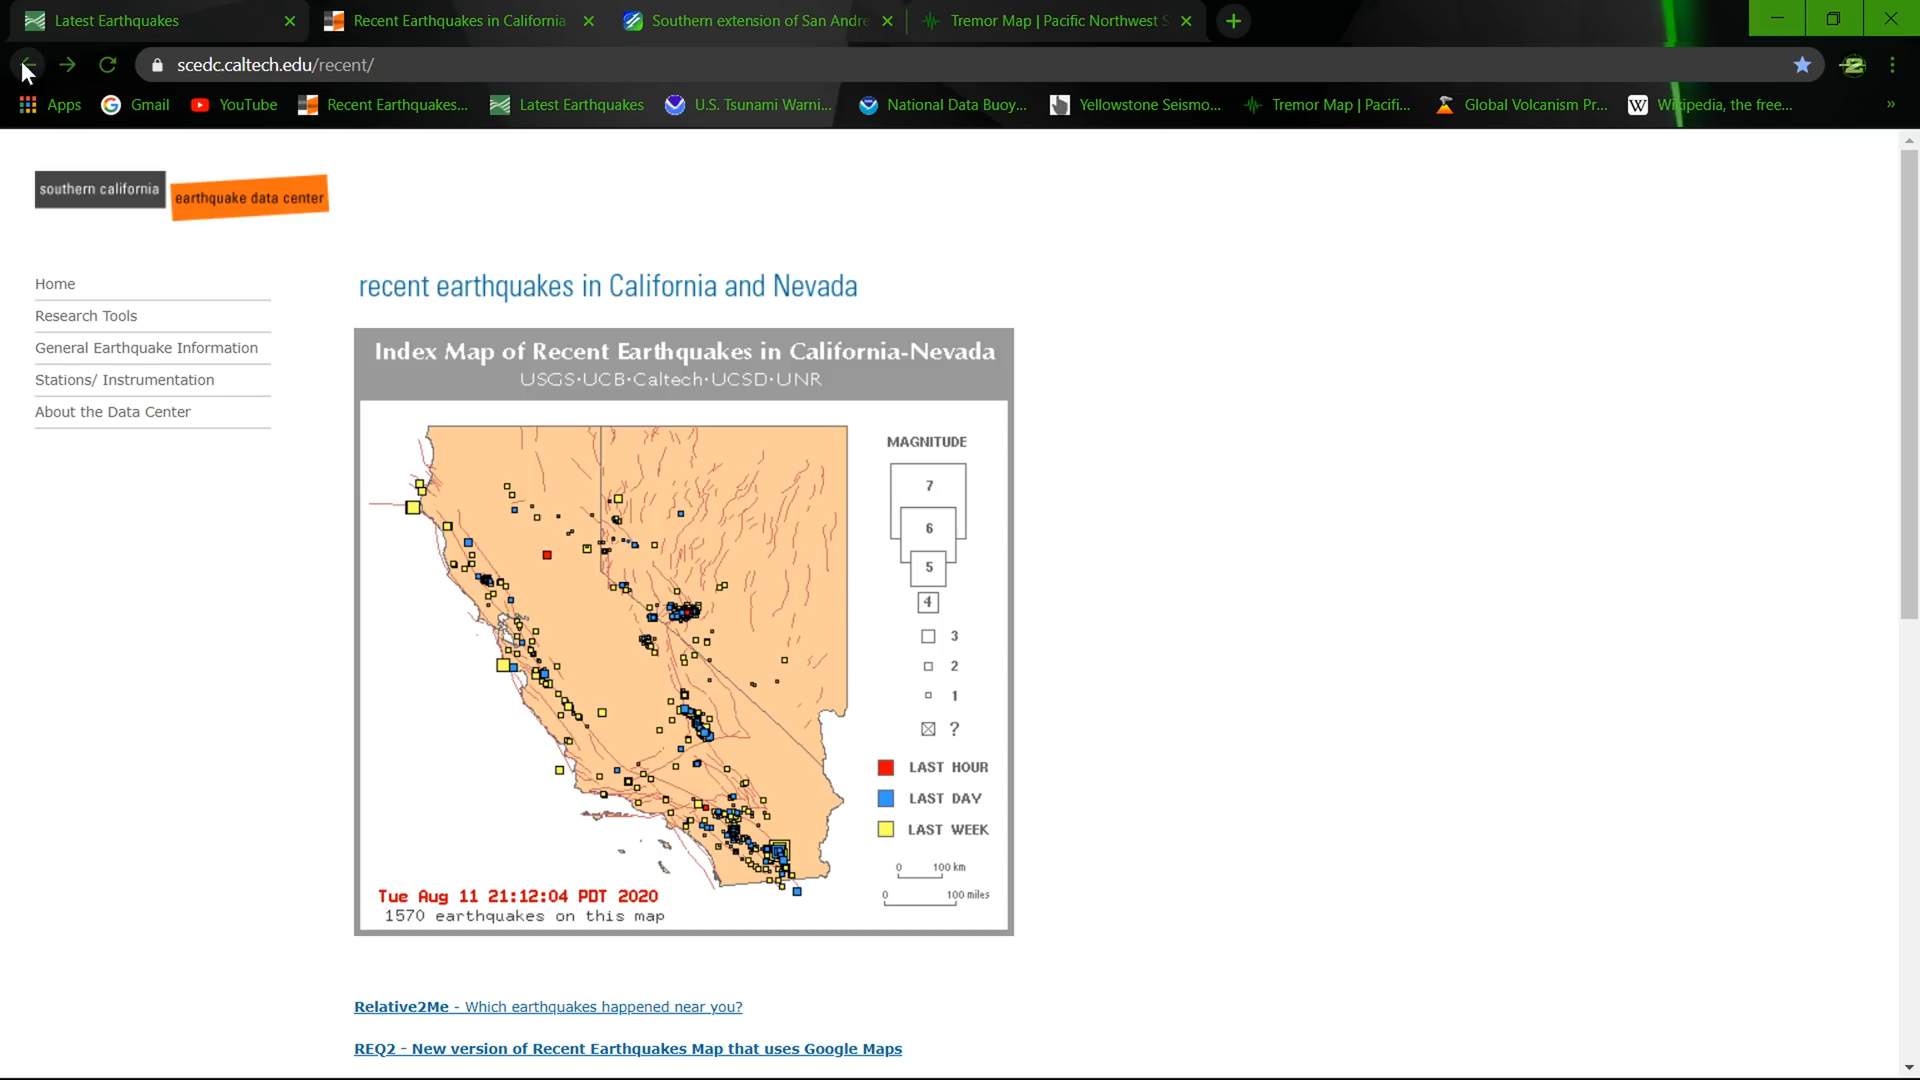 Latest Earthquakes
Recent Earthquakes in California
Southern extension of San Andre
Tremor Map | Pacific Northwest S
scedc.caltech.edu/recent/
Apps
Gmail
YouTube
Recent Earthquakes...
Latest Earthquakes
U.S. Tsunami Warni...
National Data Buoy...
Yellowstone Seismo...
Tremor Map | Pacifi...
Global Volcanism Pr...
Wikipedia, the free...
southern california
earthquake data center
Home
Research Tools
General Earthquake Information
Stations/ Instrumentation
About the Data Center
recent earthquakes in California and Nevada
Index Map of Recent Earthquakes in California-Nevada
USGS·UCB·Caltech·UCSD·UNR
MAGNITUDE
7
6
5
4
3
2
1
?
LAST HOUR
LAST DAY
LAST WEEK
0 100 km
0 100 miles
Tue Aug 11 21:12:04 PDT 2020
1570 earthquakes on this map
Relative2Me - Which earthquakes happened near you?
REQ2 - New version of Recent Earthquakes Map that uses Google Maps